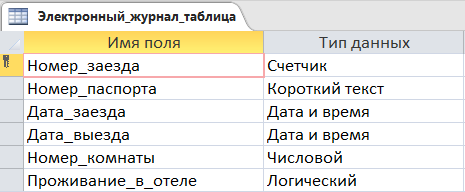 Электронный_журнал_таблица
Имя поля Тип данных
Номер_заезда Счетчик
Номер_паспорта Короткий текст
Дата_заезда Дата и время
Дата_выезда Дата и время
Номер_комнаты Числовой
Проживание_в_отеле Логический